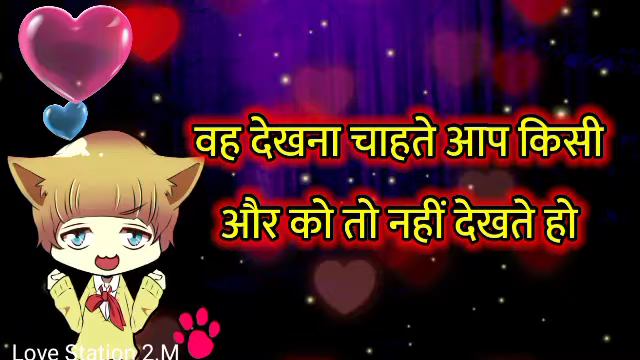 वह देखना चाहते आप किसी
और को तो नहीं देखते हो
Love Station 2.M